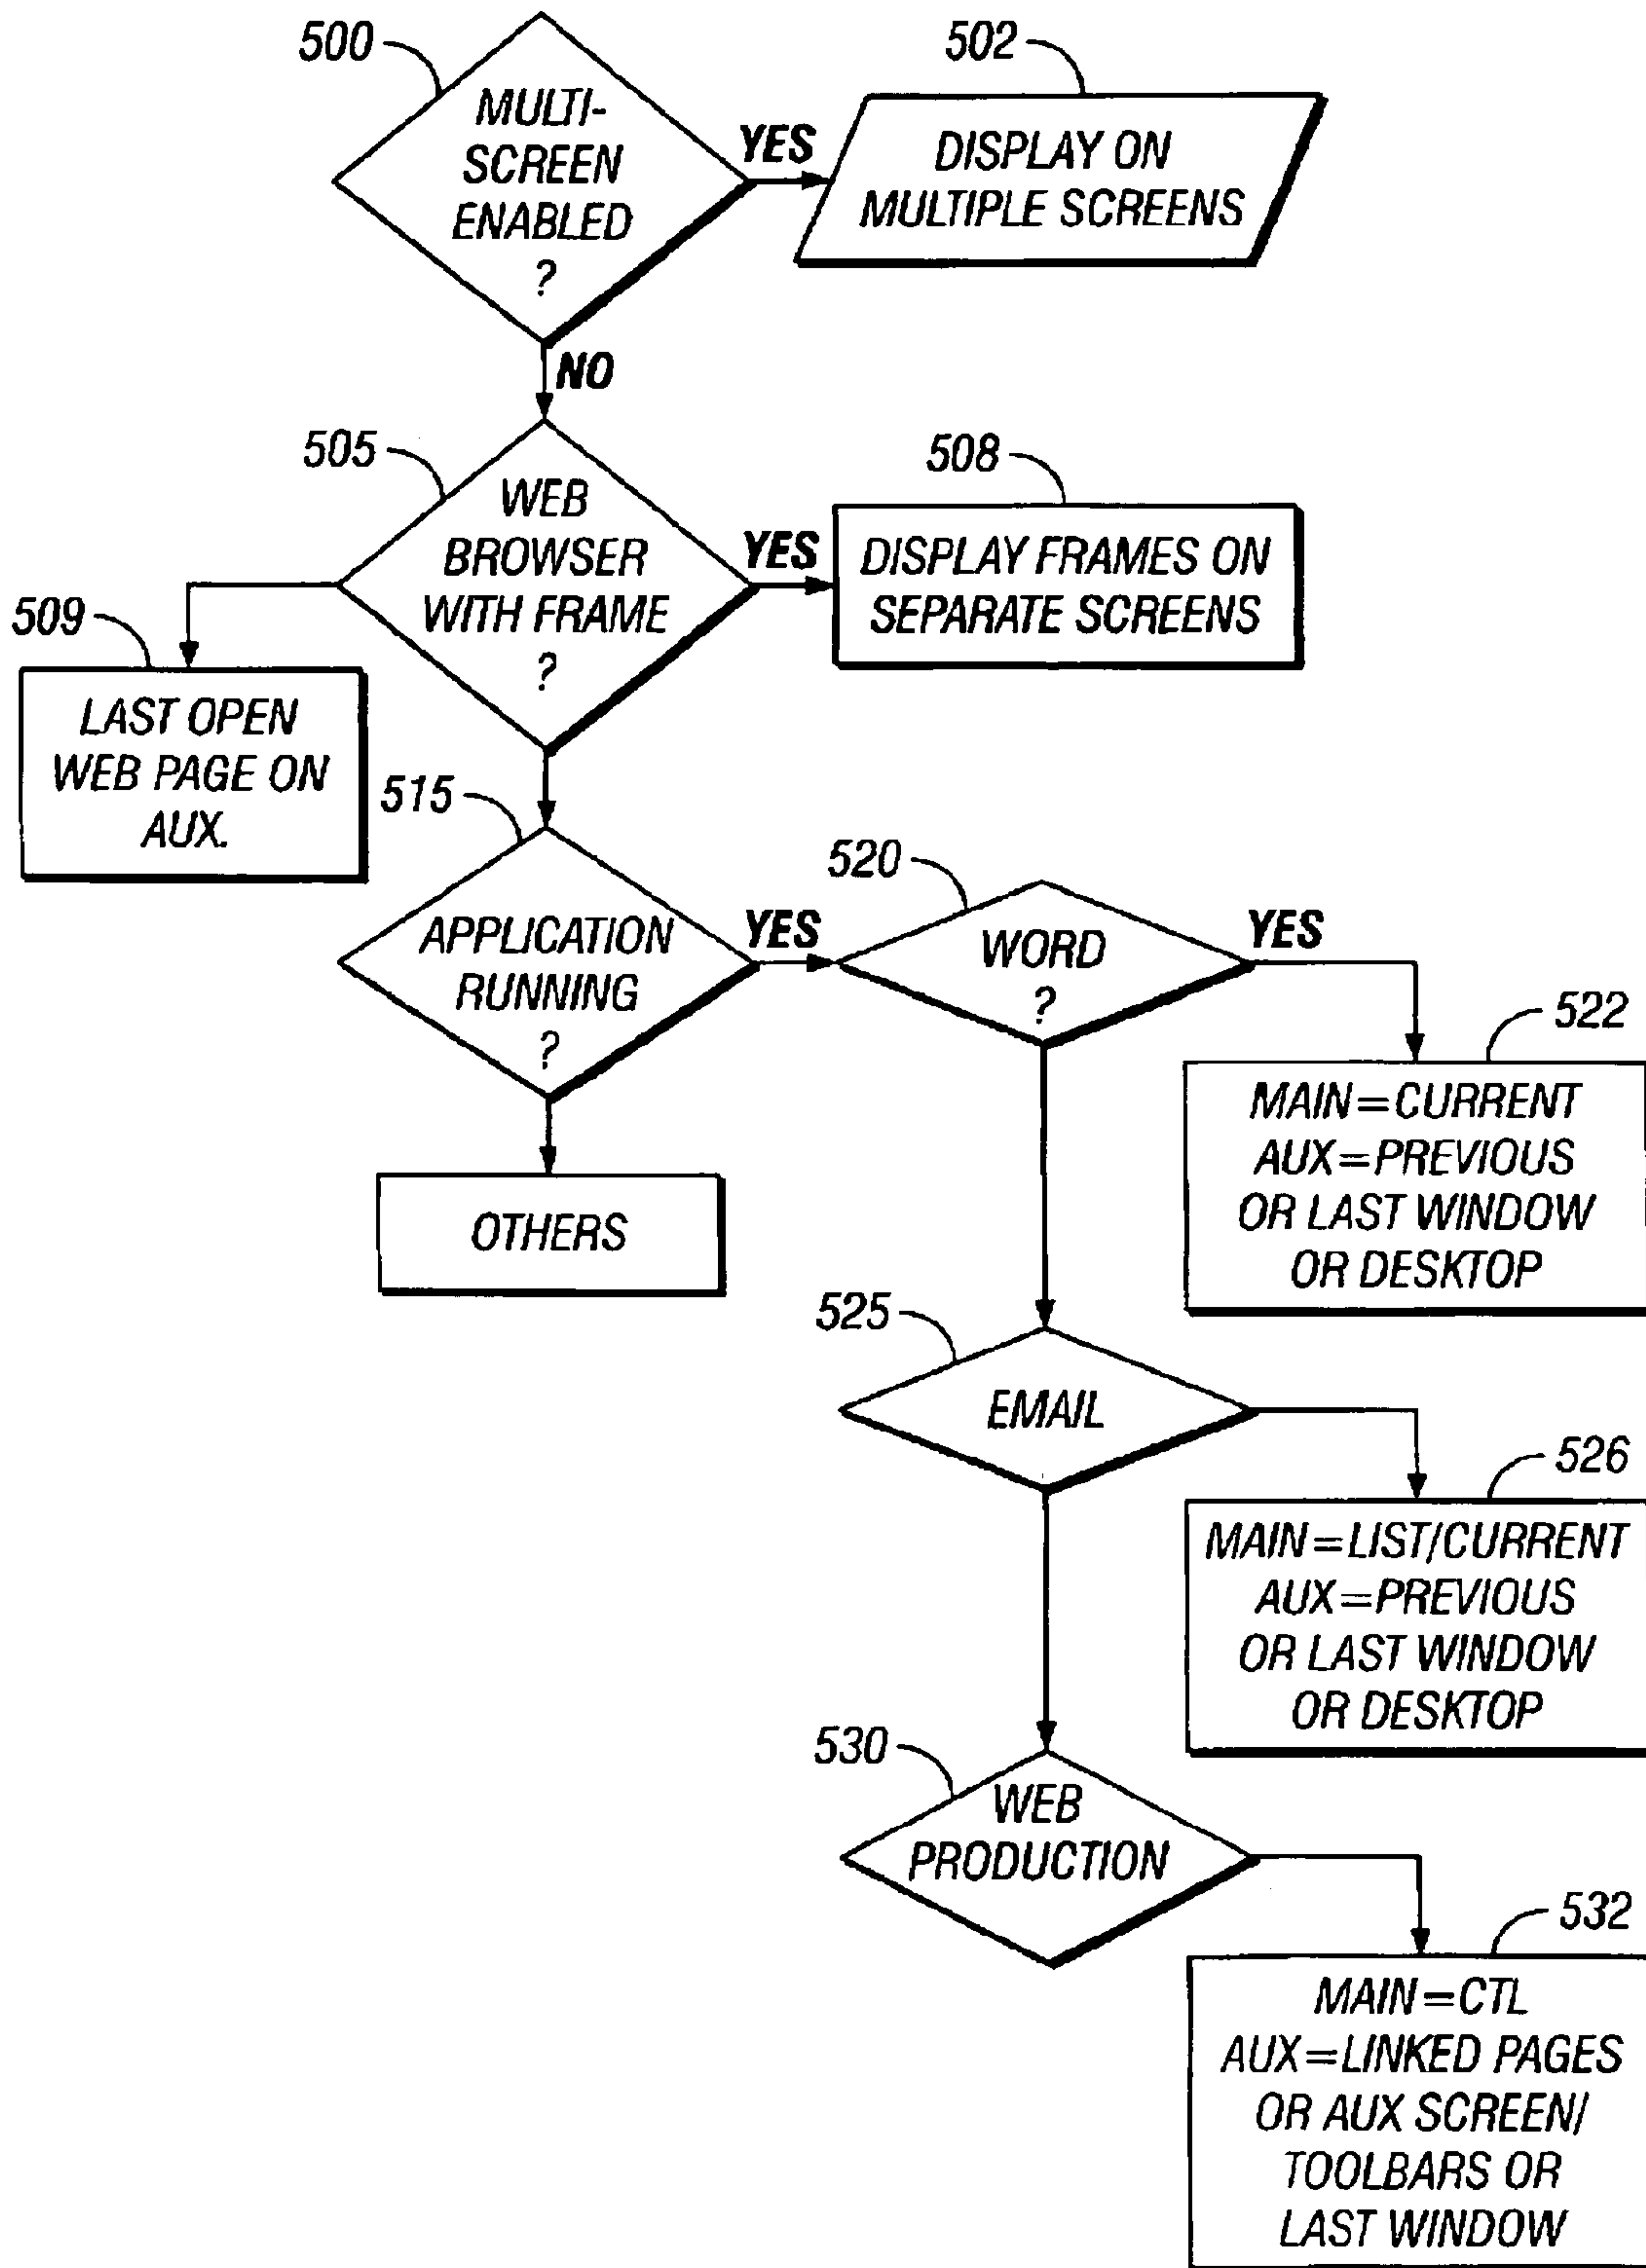 500
MULTI-
SCREEN
ENABLED
?
YES
502
DISPLAY ON
MULTIPLE SCREENS
NO
505
WEB
BROWSER
WITH FRAME
?
YES
508
DISPLAY FRAMES ON
SEPARATE SCREENS
509
LAST OPEN
WEB PAGE ON
AUX.
515
APPLICATION
RUNNING
?
YES
520
WORD
?
YES
522
MAIN=CURRENT
AUX=PREVIOUS
OR LAST WINDOW
OR DESKTOP
OTHERS
525
EMAIL
526
MAIN=LIST/CURRENT
AUX=PREVIOUS
OR LAST WINDOW
OR DESKTOP
530
WEB
PRODUCTION
532
MAIN=CTL
AUX=LINKED PAGES
OR AUX SCREEN/
TOOLBARS OR
LAST WINDOW